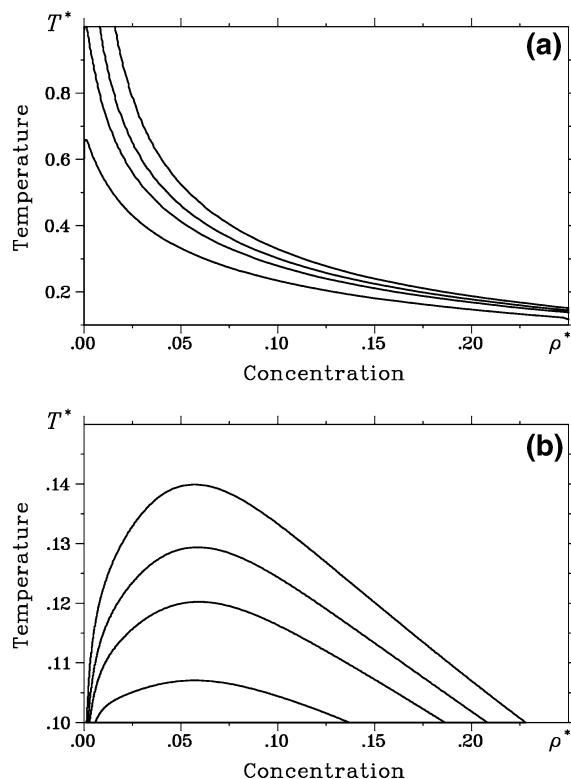 T*
(a)
0.8
0.6
0.4
0.2
Temperature
.00 .05 .10 .15 .20 ρ*
Concentration
T*
(b)
.14
.13
.12
.11
.10
Temperature
.00 .05 .10 .15 .20 ρ*
Concentration